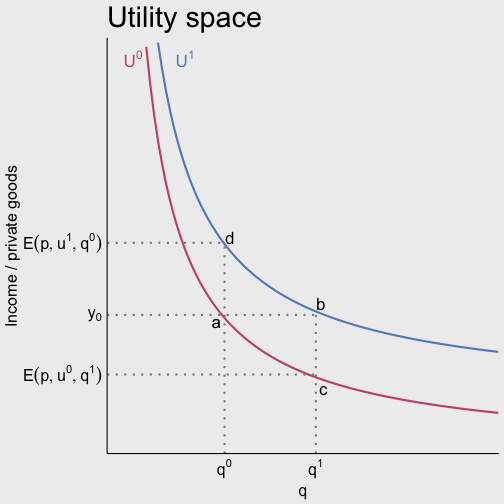 Utility space
U⁰ U¹
Income / private goods
E(p, u¹, q⁰)
d
y₀
b
a
E(p, u⁰, q¹)
c
q⁰ q¹
q